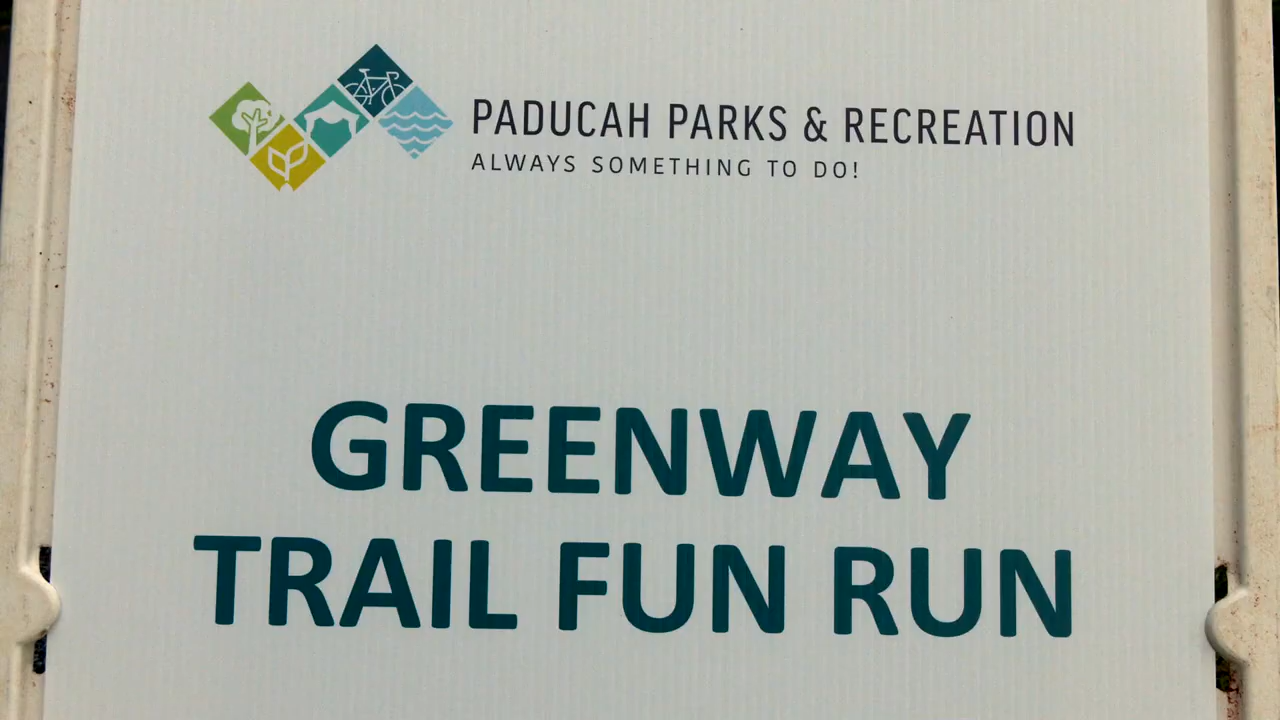 PADUCAH PARKS & RECREATION
ALWAYS SOMETHING TO DO!
GREENWAY
TRAIL FUN RUN